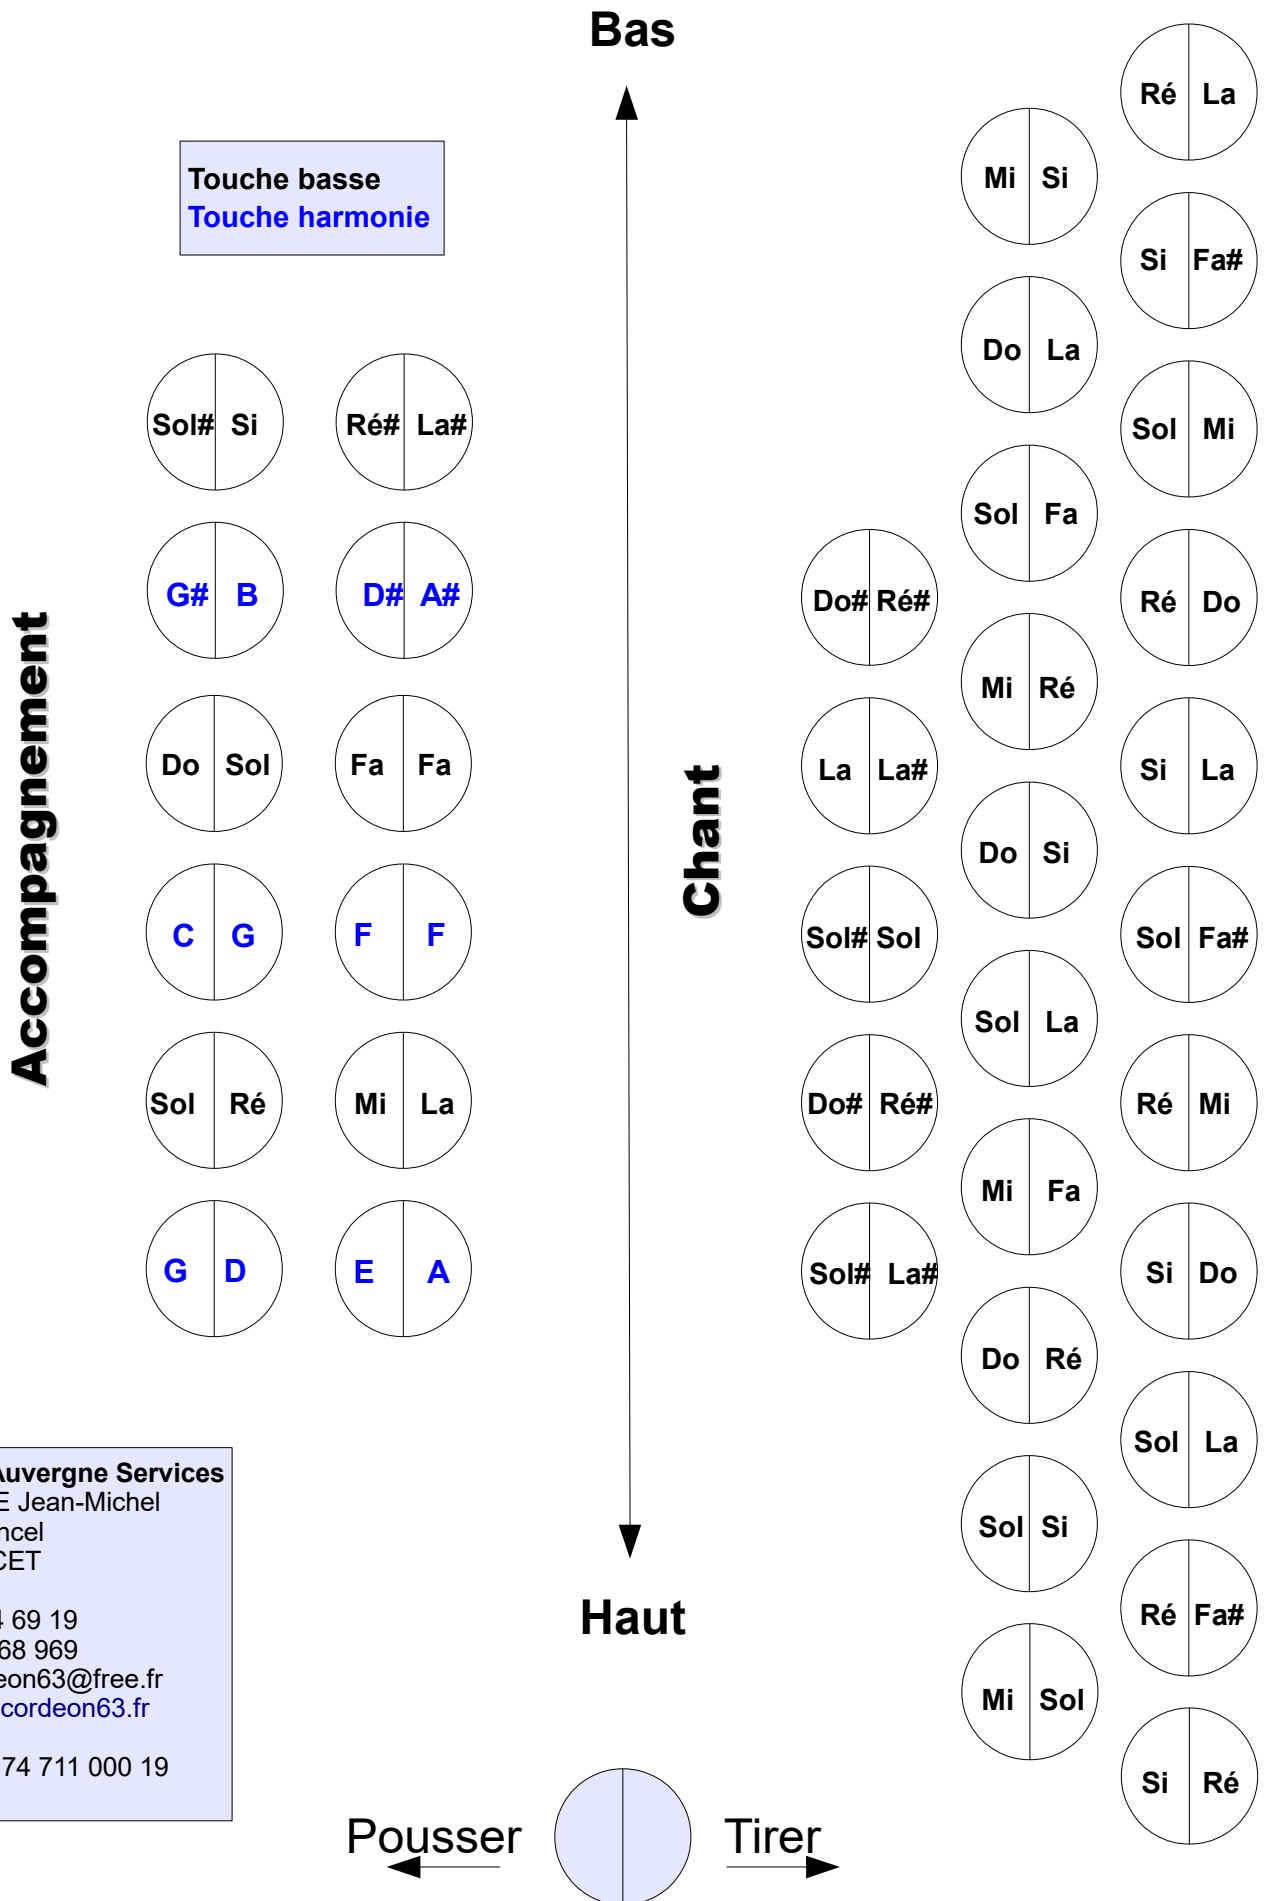 Bas
Touche basse
Touche harmonie
Accompagnement
Sol# Si Ré# La#
G# B D# A#
Do Sol Fa Fa
C G F F
Sol Ré Mi La
G D E A
Chant
Do# Ré#
La La#
Sol# Sol
Do# Ré#
Sol# La#
Mi Si
Do La
Sol Fa
Mi Ré
Do Si
Sol La
Mi Fa
Do Ré
Sol Si
Mi Sol
Ré La
Si Fa#
Sol Mi
Ré Do
Si La
Sol Fa#
Ré Mi
Si Do
Sol La
Ré Fa#
Si Ré
Haut
Auvergne Services
E Jean-Michel
ncel
CET
69 19
68 969
eon63@free.fr
cordeon63.fr
74 711 000 19
Pousser Tirer